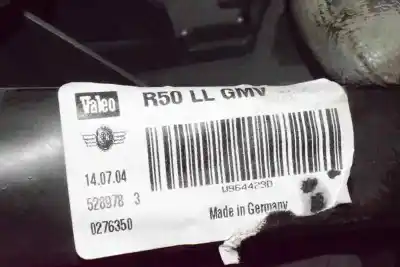 Valeo
R50 LL GMV
14.07.04
528978 3
0276350
U964423D
Made in Germany